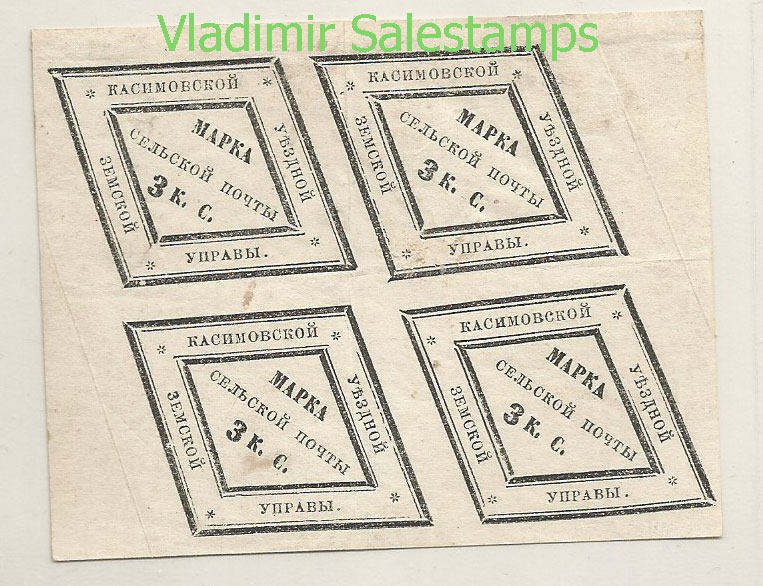 Vladimir Salestamps
* КАСИМОВСКОЙ *
УѢЗДНОЙ
ЗЕМСКОЙ
* УПРАВЫ. *
МАРКА
СЕЛЬСКОЙ ПОЧТЫ
3 К. С.
* КАСИМОВСКОЙ *
УѢЗДНОЙ
ЗЕМСКОЙ
* УПРАВЫ. *
МАРКА
СЕЛЬСКОЙ ПОЧТЫ
3 К. С.
* КАСИМОВСКОЙ *
УѢЗДНОЙ
ЗЕМСКОЙ
* УПРАВЫ. *
МАРКА
СЕЛЬСКОЙ ПОЧТЫ
3 К. С.
* КАСИМОВСКОЙ *
УѢЗДНОЙ
ЗЕМСКОЙ
* УПРАВЫ. *
МАРКА
СЕЛЬСКОЙ ПОЧТЫ
3 К. С.